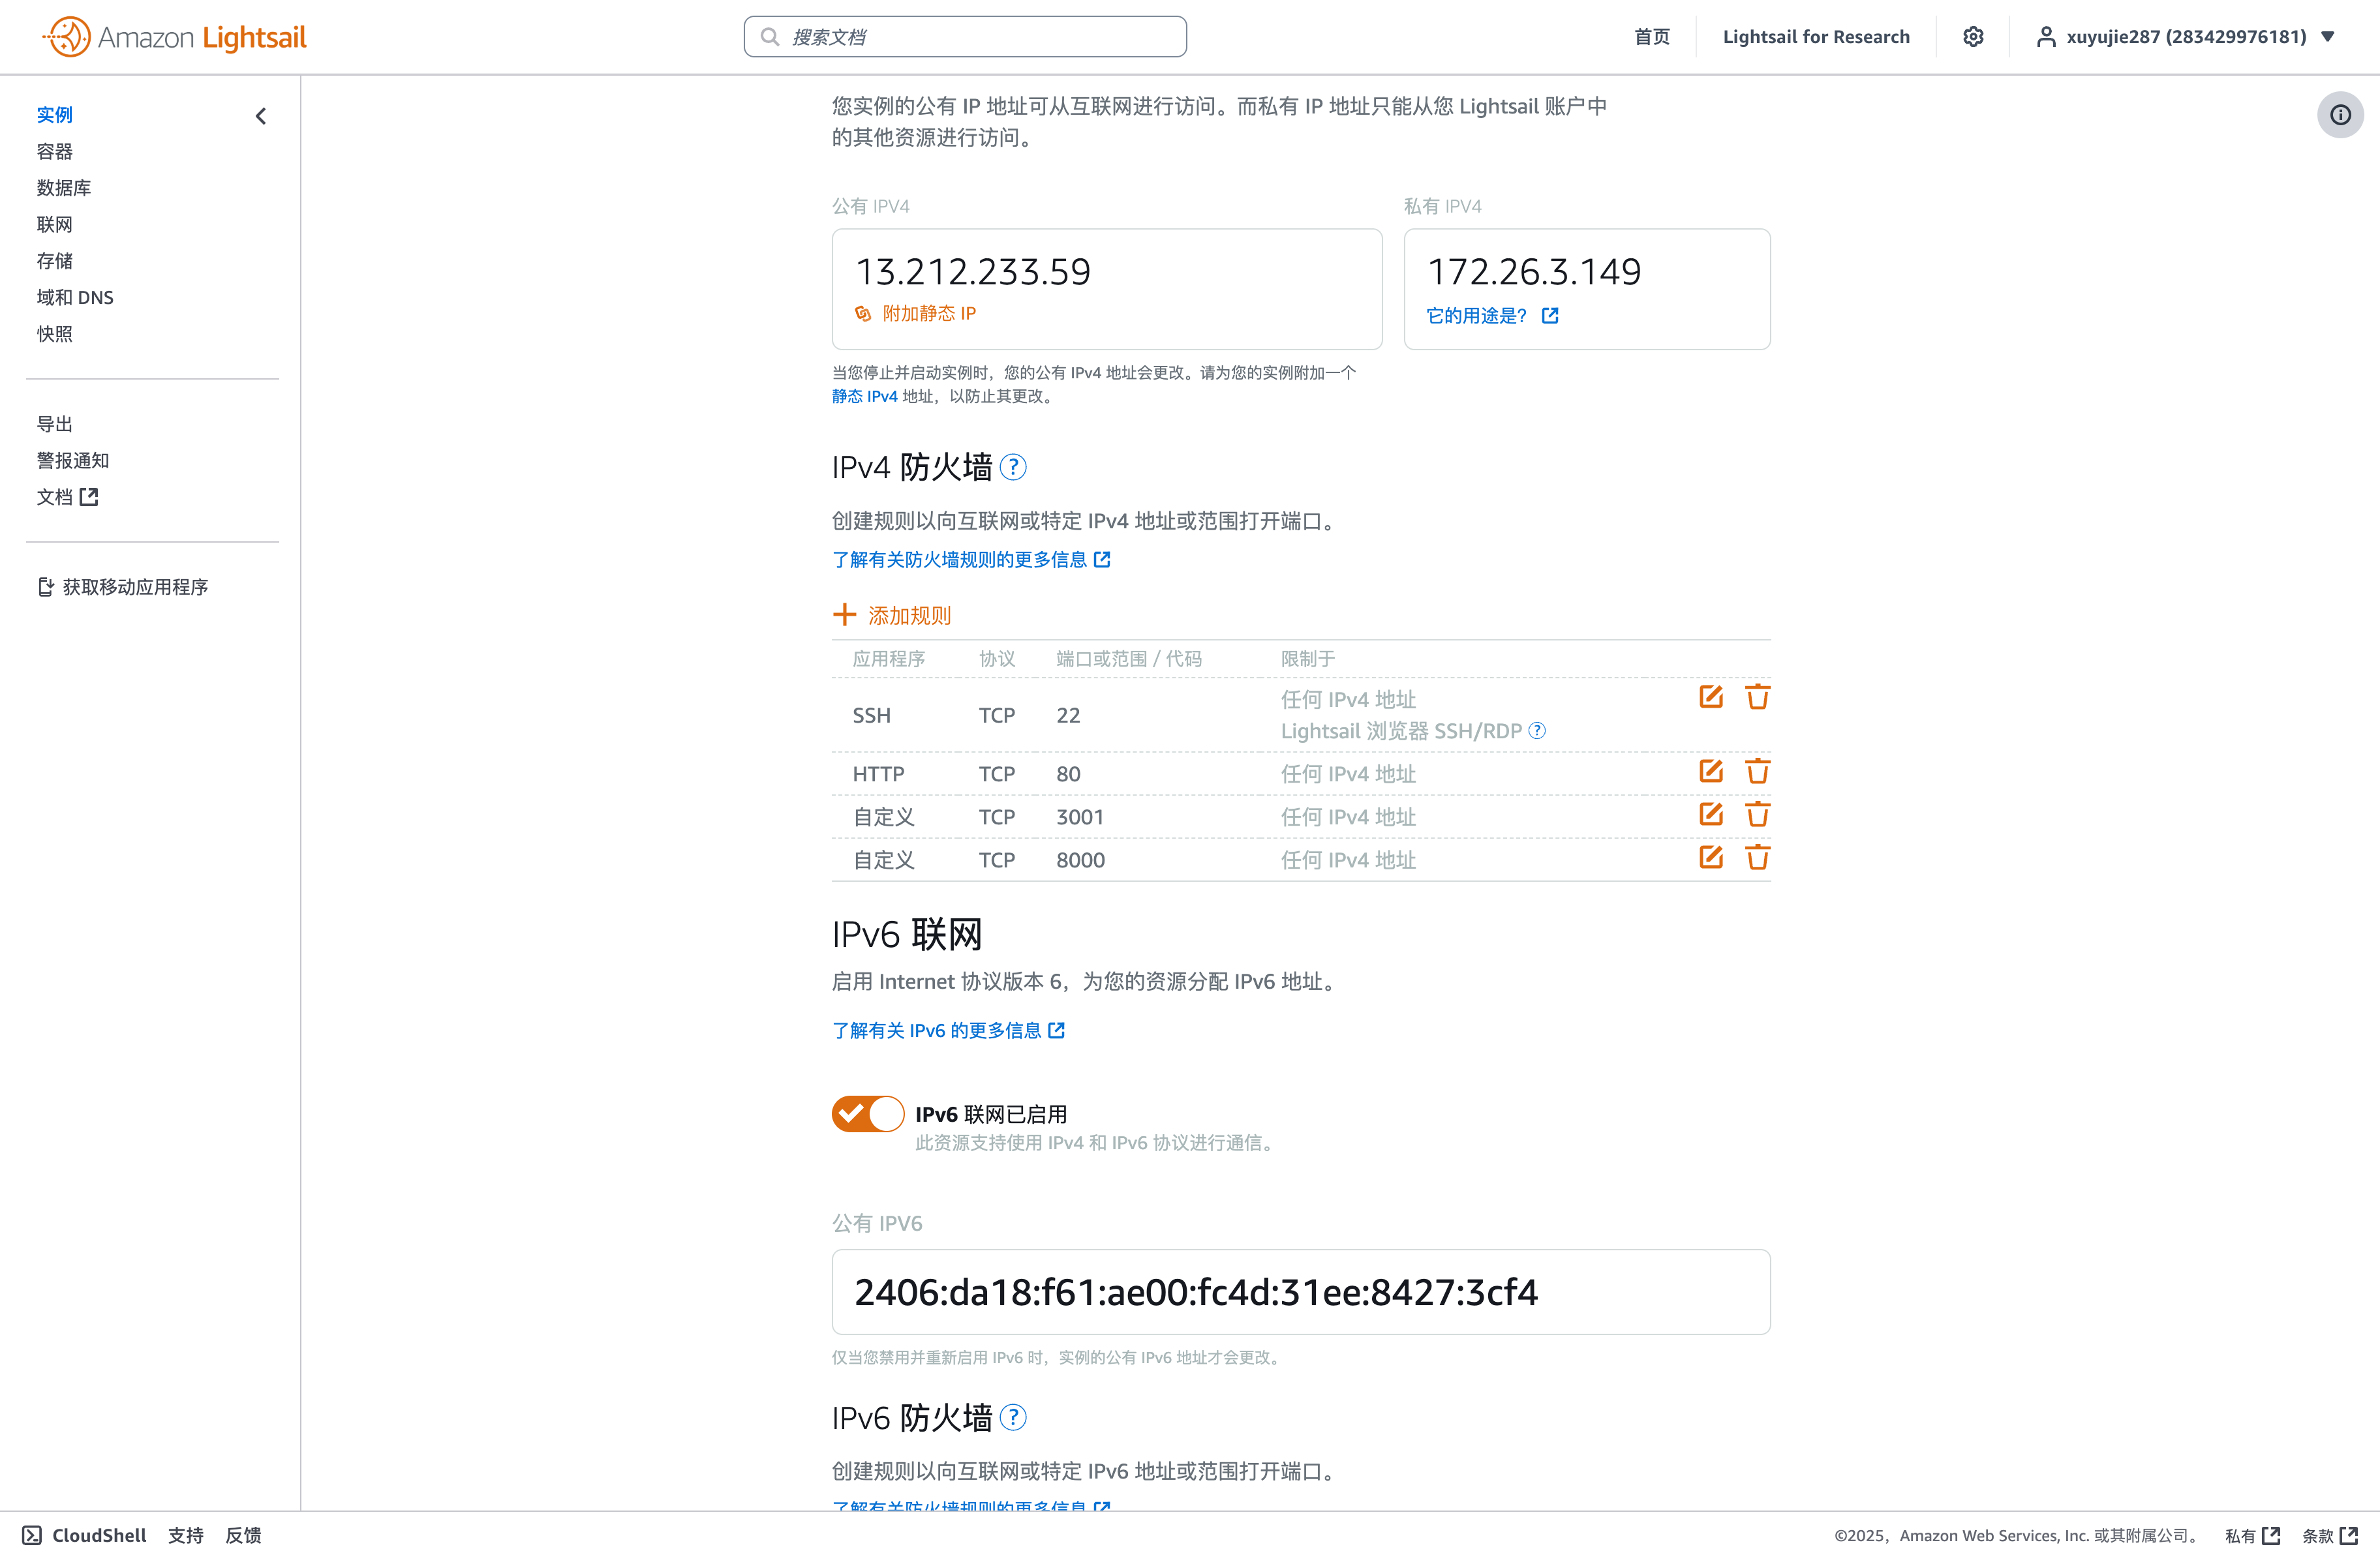 Amazon Lightsail
搜索文档
首页
Lightsail for Research
xuyujie287 (283429976181)
实例
容器
数据库
联网
存储
域和 DNS
快照
导出
警报通知
文档
获取移动应用程序
您实例的公有 IP 地址可从互联网进行访问。而私有 IP 地址只能从您 Lightsail 账户中
的其他资源进行访问。
公有 IPV4
私有 IPV4
13.212.233.59
172.26.3.149
附加静态 IP
它的用途是？
当您停止并启动实例时，您的公有 IPv4 地址会更改。请为您的实例附加一个
静态 IPv4 地址，以防止其更改。
IPv4 防火墙
创建规则以向互联网或特定 IPv4 地址或范围打开端口。
了解有关防火墙规则的更多信息
添加规则
应用程序 协议 端口或范围 / 代码 限制于
SSH TCP 22 任何 IPv4 地址
Lightsail 浏览器 SSH/RDP
HTTP TCP 80 任何 IPv4 地址
自定义 TCP 3001 任何 IPv4 地址
自定义 TCP 8000 任何 IPv4 地址
IPv6 联网
启用 Internet 协议版本 6，为您的资源分配 IPv6 地址。
了解有关 IPv6 的更多信息
IPv6 联网已启用
此资源支持使用 IPv4 和 IPv6 协议进行通信。
公有 IPV6
2406:da18:f61:ae00:fc4d:31ee:8427:3cf4
仅当您禁用并重新启用 IPv6 时，实例的公有 IPv6 地址才会更改。
IPv6 防火墙
创建规则以向互联网或特定 IPv6 地址或范围打开端口。
了解有关防火墙规则的更多信息
CloudShell
支持
反馈
©2025，Amazon Web Services, Inc. 或其附属公司。
私有
条款